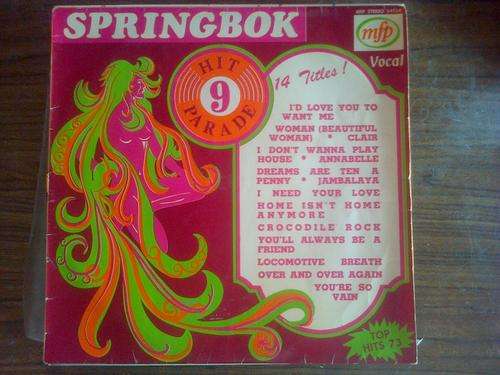 SPRINGBOK
HIT
9
PARADE
MFP STEREO
mfp
Vocal
14 Titles!
I'D LOVE YOU TO
WANT ME
WOMAN (BEAUTIFUL
WOMAN) * CLAIR
I DON'T WANNA PLAY
HOUSE * ANNABELLE
DREAMS ARE TEN A
PENNY * JAMBALAYA
I NEED YOUR LOVE
HOME ISN'T HOME
ANYMORE
CROCODILE ROCK
YOU'LL ALWAYS BE A
FRIEND
LOCOMOTIVE BREATH
OVER AND OVER AGAIN
YOU'RE SO
VAIN
TOP
HITS 73